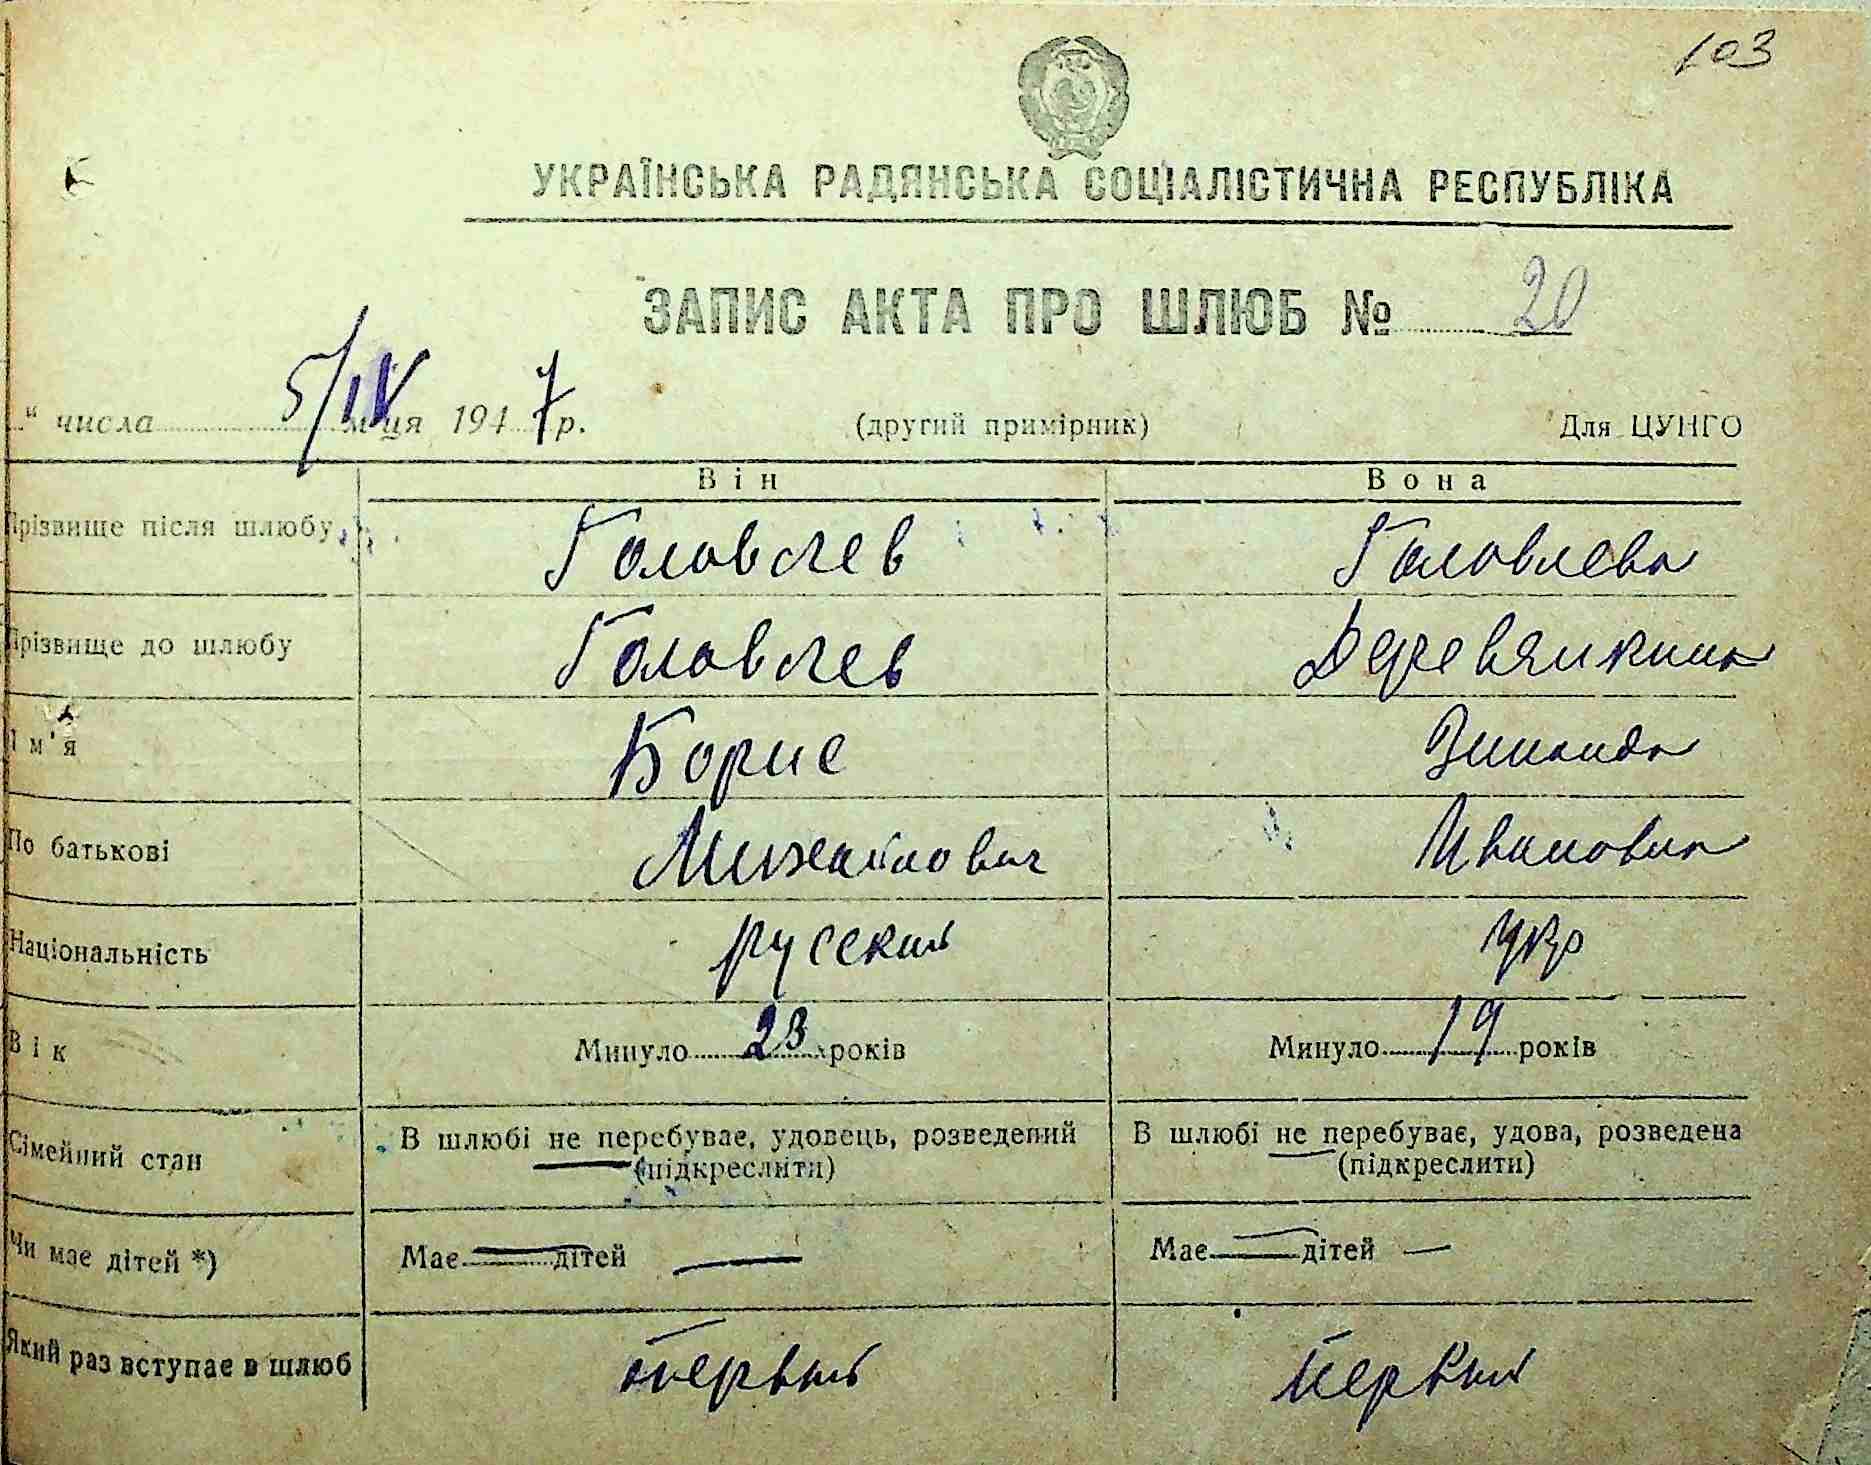 103
УКРАЇНСЬКА РАДЯНСЬКА СОЦІАЛІСТИЧНА РЕСПУБЛІКА
ЗАПИС АКТА ПРО ШЛЮБ № 20
" числа 5/IV м-ця 1947 р. (другий примірник) Для ЦУНГО
Він Вона
Прізвище після шлюбу Головлев Головлева
Прізвище до шлюбу Головлев Деревянкина
Ім'я Борис Зинаида
По батькові Михайлович Ивановна
Національність русский укр
Вік Минуло 23 років Минуло 19 років
Сімейний стан В шлюбі не перебуває, удовець, розведений В шлюбі не перебуває, удова, розведена
(підкреслити) (підкреслити)
Чи має дітей *) Має — дітей — Має — дітей —
Який раз вступає в шлюб первый первый